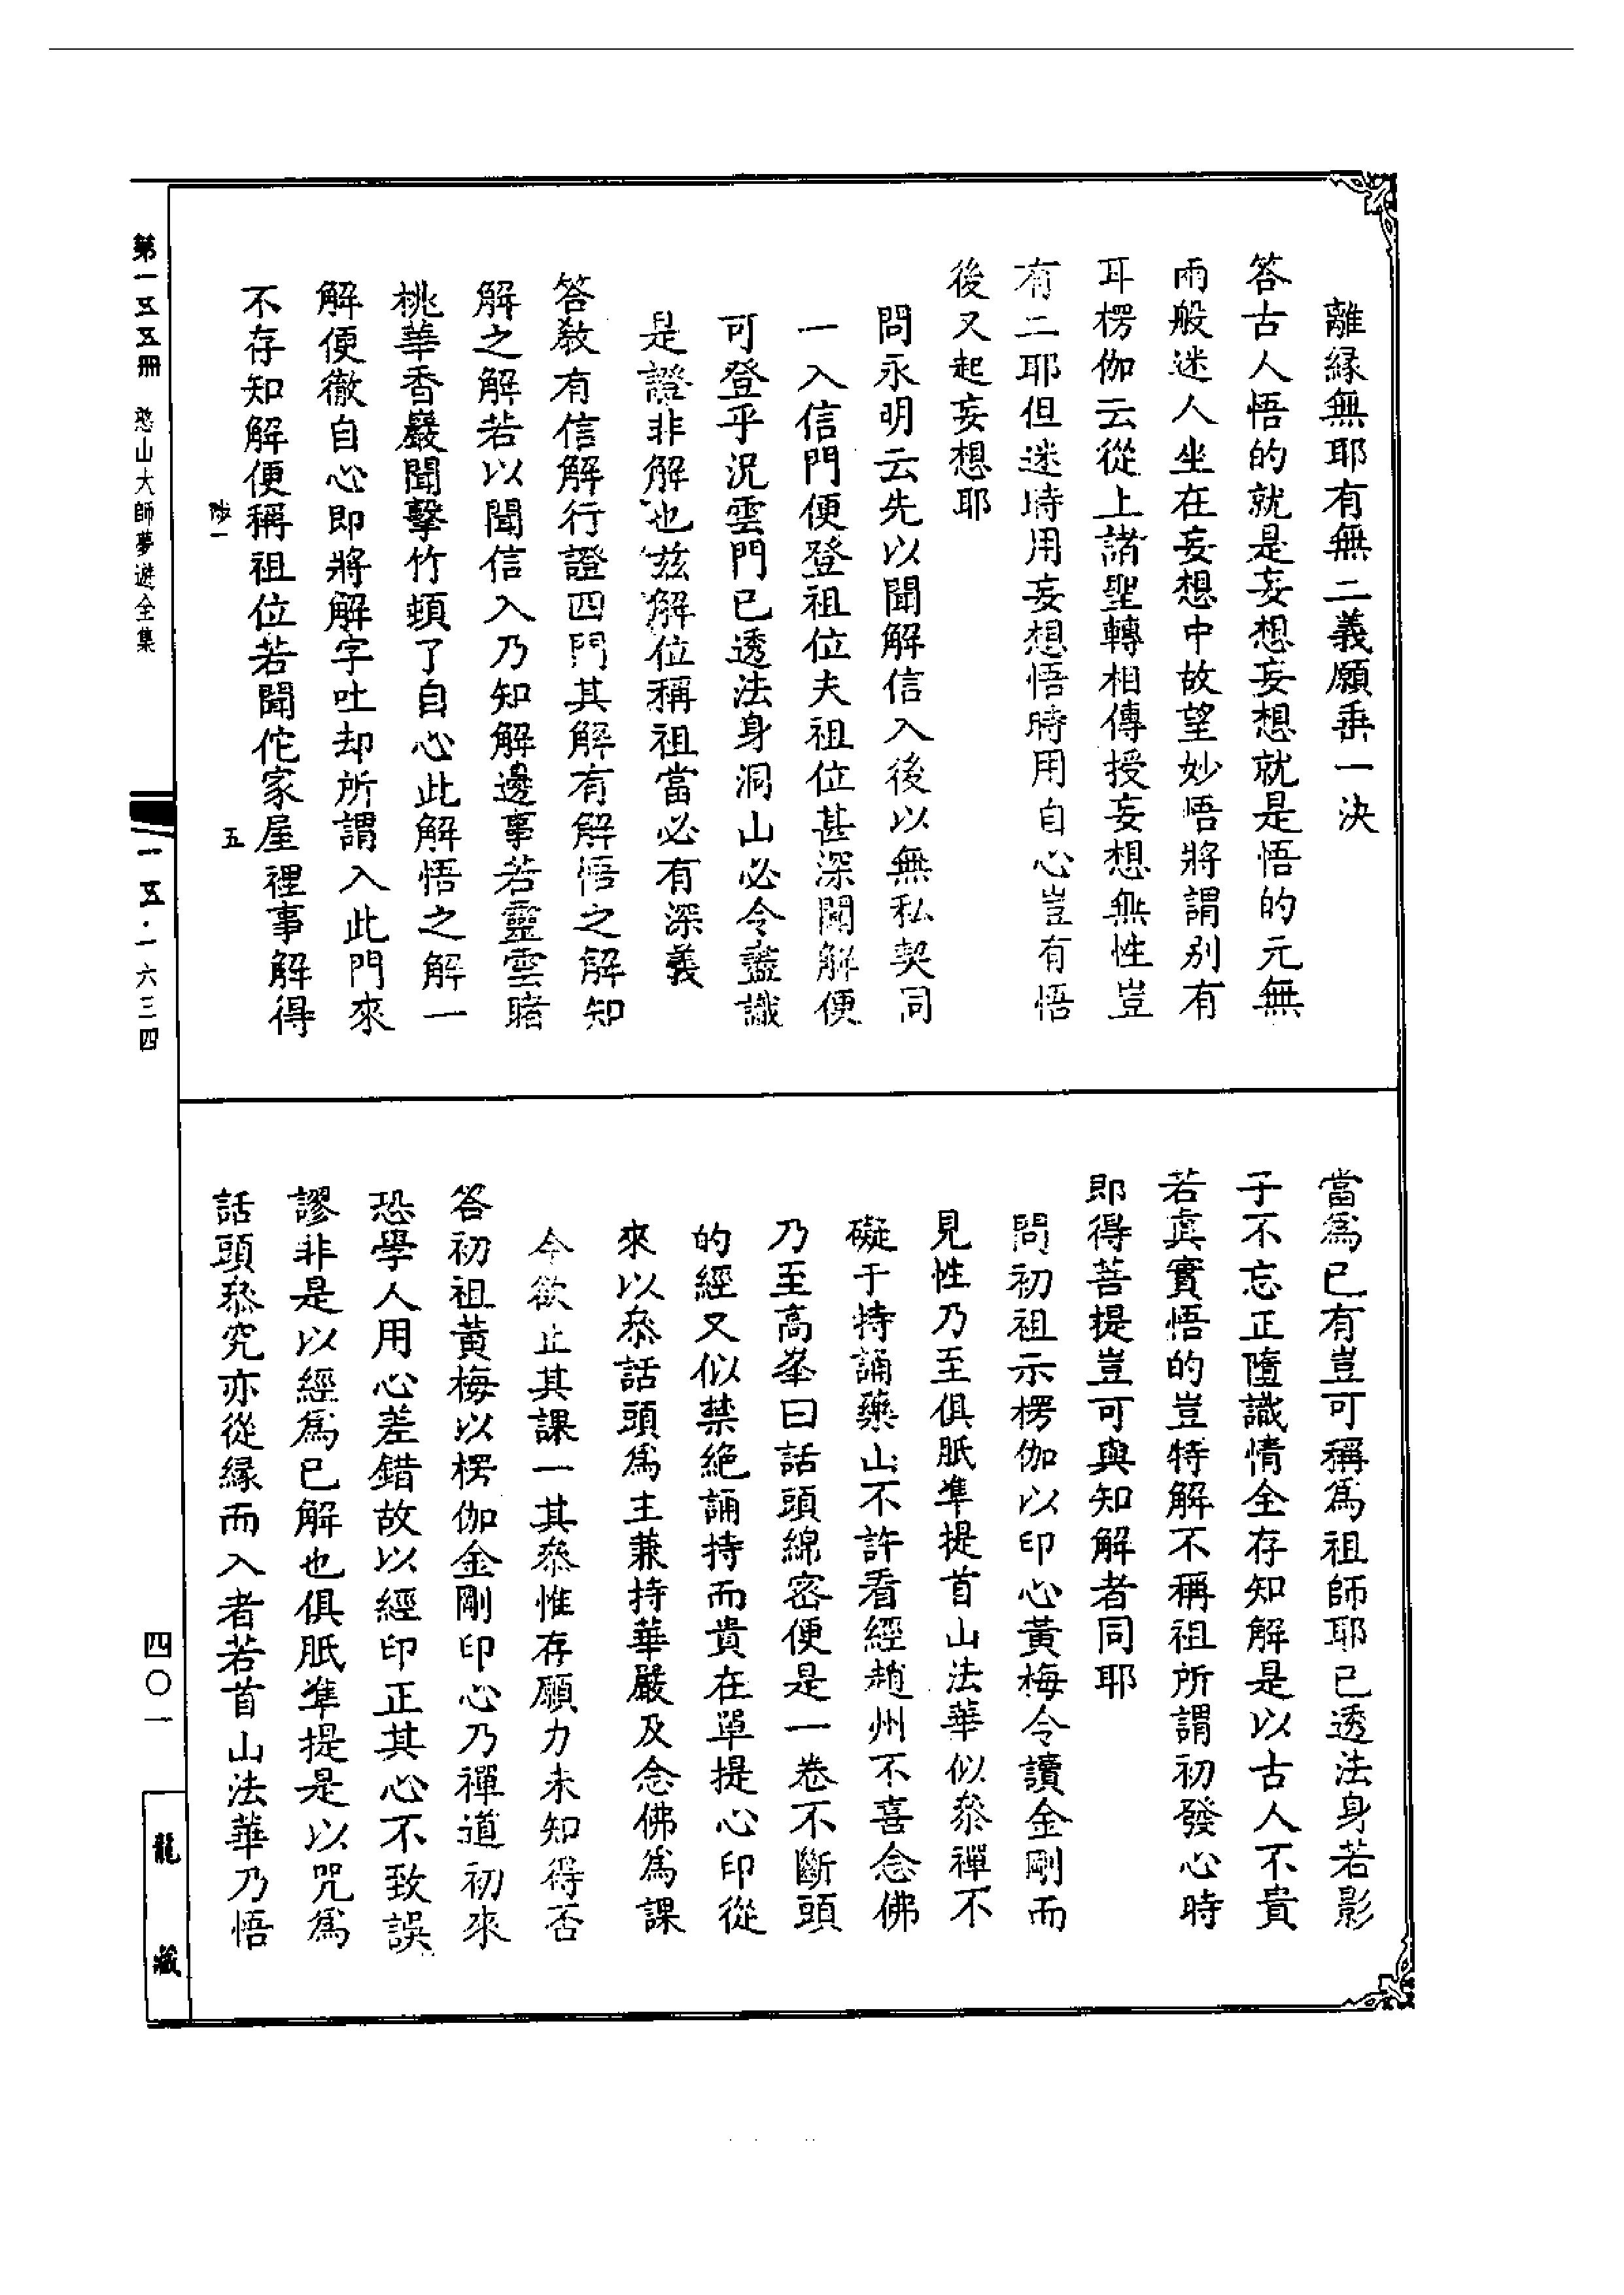 離緣無耶有無二義願垂一決
答古人悟的就是妄想妄想就是悟的元無
兩般迷人坐在妄想中故望妙悟將謂別有
耳楞伽云從上諸聖轉相傳授妄想無性豈
有二耶但迷時用妄想悟時用自心豈有悟
後又起妄想耶
問永明云先以聞解信入後以無私契同
一入信門便登祖位夫祖位甚深聞解便
可登乎況雲門已透法身洞山必令盡識
是證非解也茲解位稱祖當必有深義
答教有信解行證四門其解有解悟之解知
解之解若以聞信入乃知解邊事若靈雲睹
桃華香巖聞擊竹頓了自心此解悟之解一
解便徹自心即將解字吐却所謂入此門來
不存知解便稱祖位若聞佗家屋裡事解得
當為已有豈可稱為祖師耶已透法身若影
子不忘正墮識情全存知解是以古人不貴
若真實悟的豈特解不稱祖所謂初發心時
即得菩提豈可與知解者同耶
問初祖示楞伽以印心黃梅令讀金剛而
見性乃至俱胝準提首山法華似叅禪不
礙于持誦藥山不許看經趙州不喜念佛
乃至高峯曰話頭綿密便是一卷不斷頭
的經又似禁絕誦持而貴在單提心印從
來以叅話頭為主兼持華嚴及念佛為課
今欲止其課一其叅惟存願力未知得否
答初祖黃梅以楞伽金剛印心乃禪道初來
恐學人用心差錯故以經印正其心不致誤
謬非是以經為已解也俱胝準提是以咒為
話頭叅究亦從緣而入者若首山法華乃悟
五
第一五五冊　憨山大師夢遊全集
一五·一六三四
四〇一
龍藏